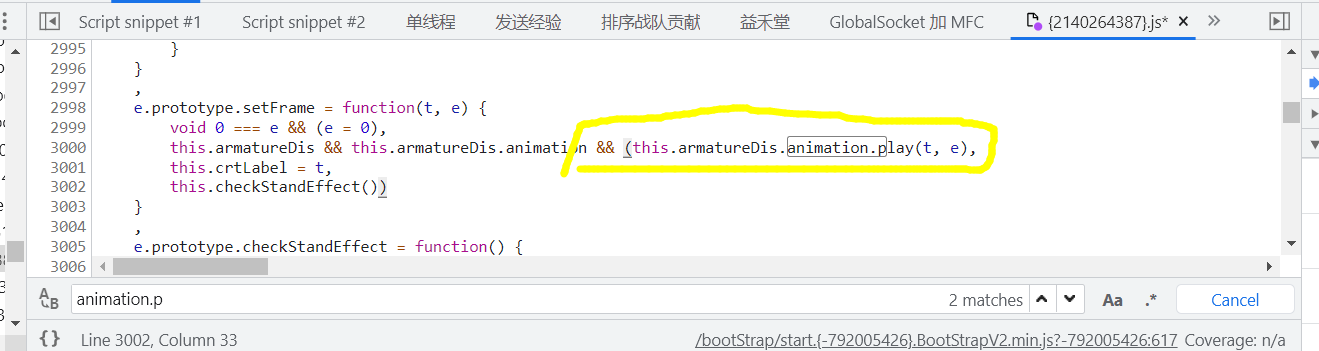 Script snippet #1 Script snippet #2 单线程 发送经验 排序战队贡献 益禾堂 GlobalSocket 加 MFC {2140264387}.js* × »
2995 }
2996 }
2997 ,
2998 e.prototype.setFrame = function(t, e) {
2999 void 0 === e && (e = 0),
3000 this.armatureDis && this.armatureDis.animation && (this.armatureDis.animation.play(t, e),
3001 this.crtLabel = t,
3002 this.checkStandEffect())
3003 }
3004 ,
3005 e.prototype.checkStandEffect = function() {
3006
animation.p 2 matches Aa .* Cancel
{} Line 3002, Column 33 /bootStrap/start.{-792005426}.BootStrapV2.min.js?-792005426:617 Coverage: n/a